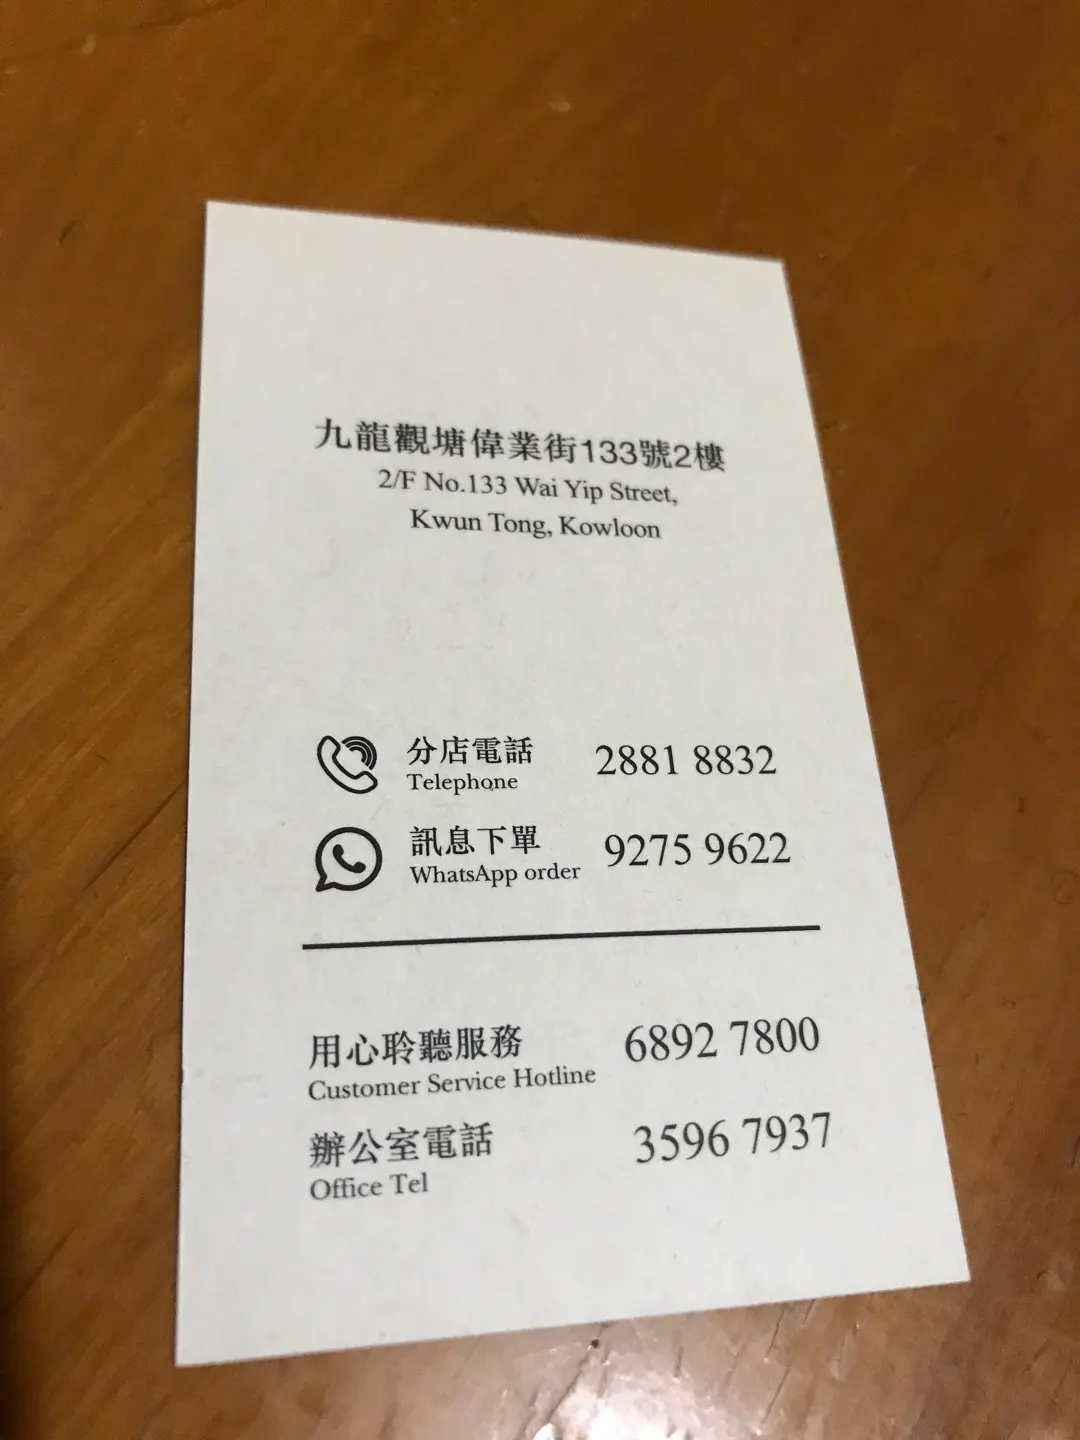 九龍觀塘偉業街133號2樓
2/F No.133 Wai Yip Street,
Kwun Tong, Kowloon
分店電話 2881 8832
Telephone
訊息下單 9275 9622
WhatsApp order
用心聆聽服務 6892 7800
Customer Service Hotline
辦公室電話 3596 7937
Office Tel